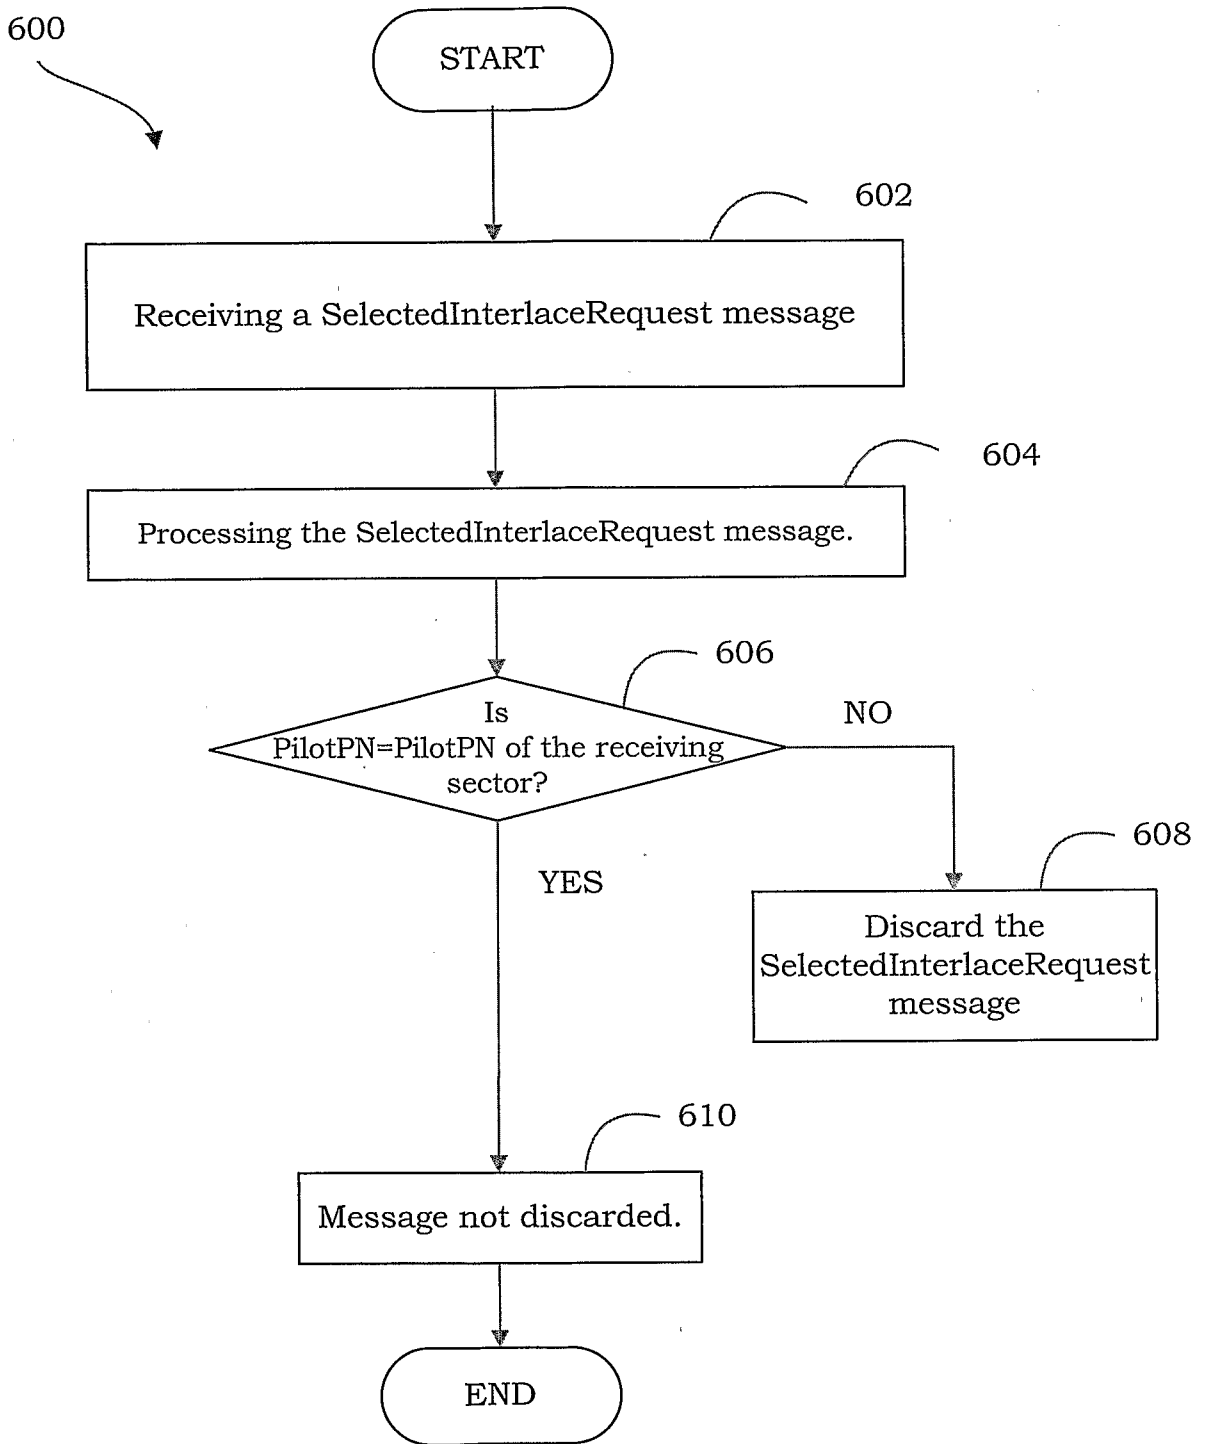 600
START
602
Receiving a SelectedInterlaceRequest message
604
Processing the SelectedInterlaceRequest message.
606
Is
PilotPN=PilotPN of the receiving
sector?
NO
YES
608
Discard the
SelectedInterlaceRequest
message
610
Message not discarded.
END